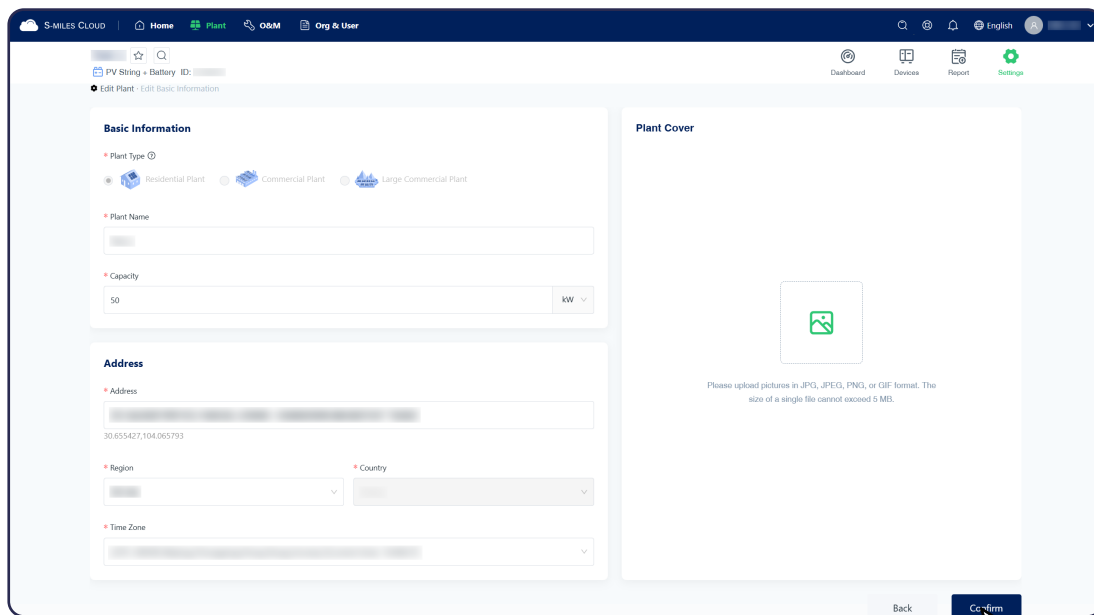 S-MILES CLOUD Home Plant O&M Org & User English
PV String + Battery ID:
Dashboard Devices Report Settings
Edit Plant - Edit Basic Information
Basic Information
* Plant Type
Residential Plant Commercial Plant Large Commercial Plant
* Plant Name
* Capacity
50 kW
Address
* Address
30.655427,104.065793
* Region * Country
* Time Zone
Plant Cover
Please upload pictures in JPG, JPEG, PNG, or GIF format. The
size of a single file cannot exceed 5 MB.
Back Confirm